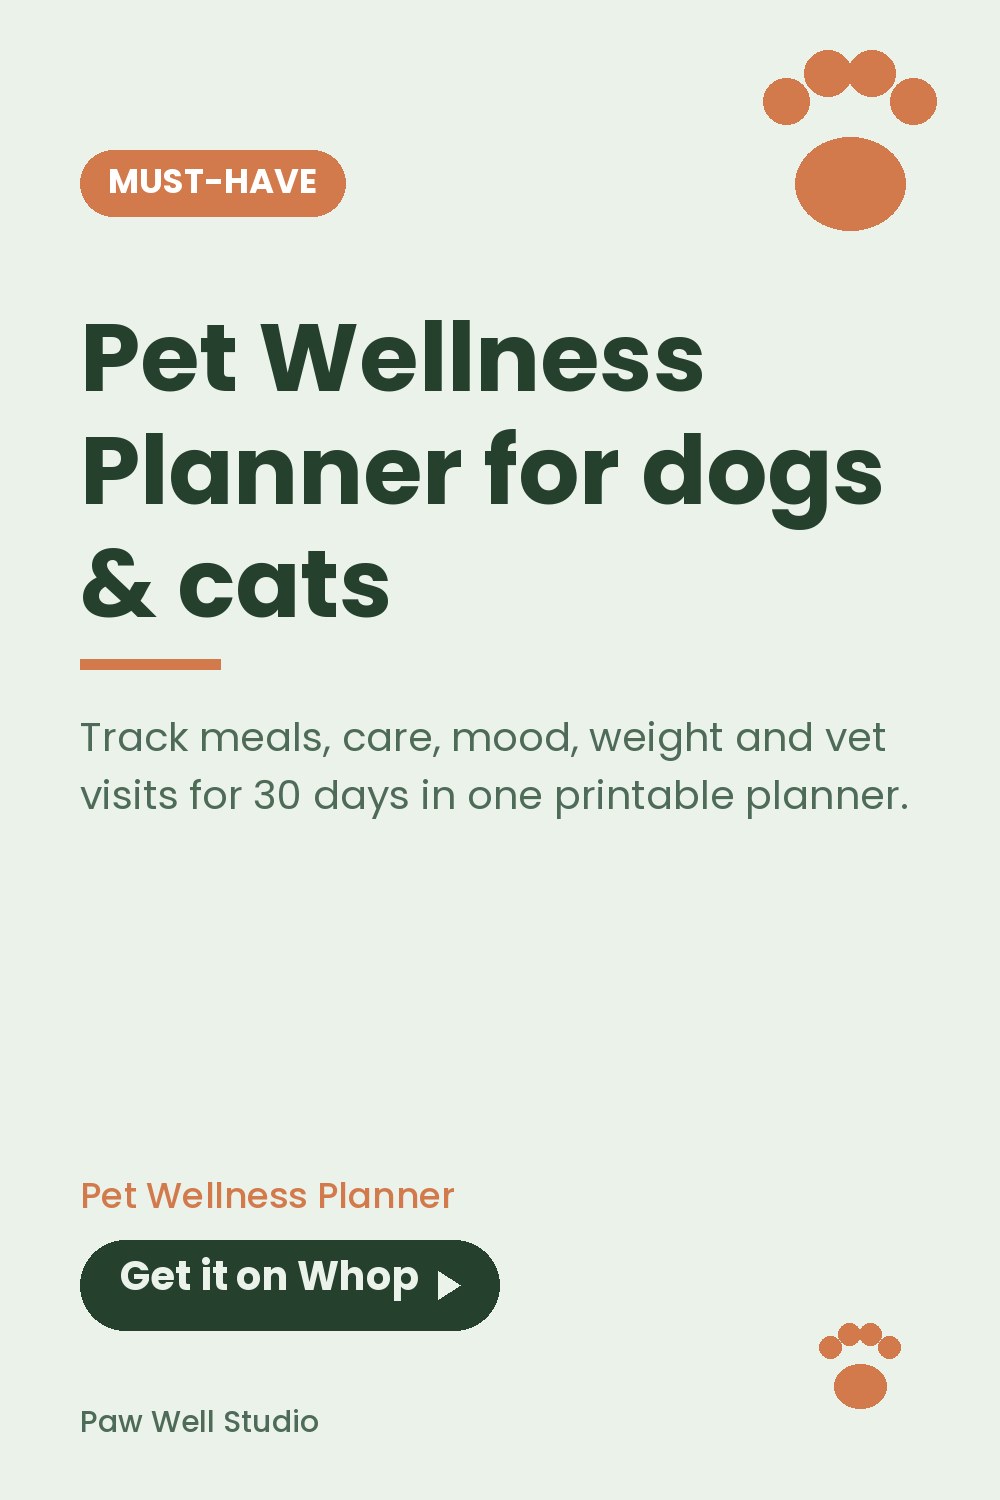 MUST-HAVE
Pet Wellness
Planner for dogs
& cats
Track meals, care, mood, weight and vet
visits for 30 days in one printable planner.
Pet Wellness Planner
Get it on Whop
Paw Well Studio